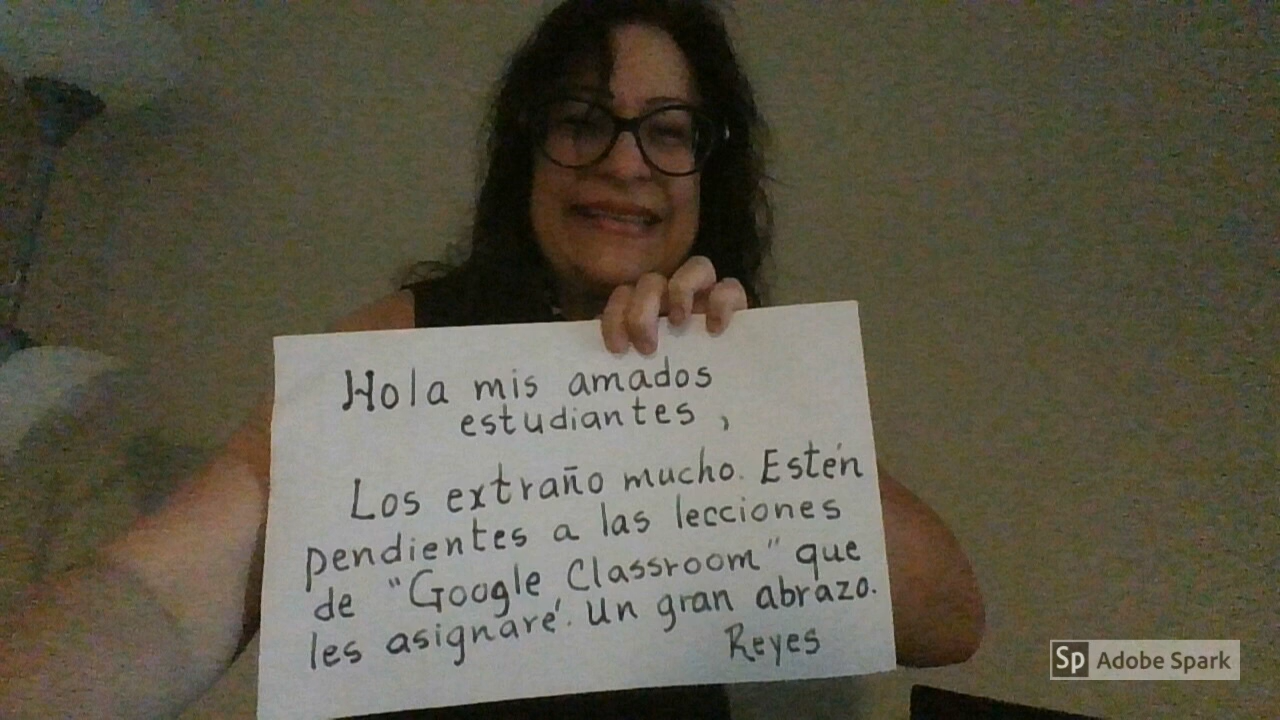 Hola mis amados
estudiantes,
Los extraño mucho. Estén
pendientes a las lecciones
de "Google Classroom" que
les asignaré. Un gran abrazo.
Reyes
Sp Adobe Spark